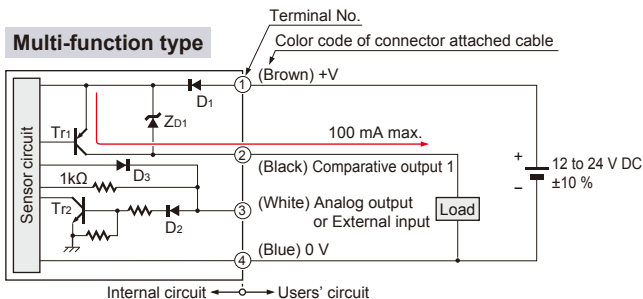 Terminal No.
Multi-function type
Color code of connector attached cable
1
(Brown) +V
D1
ZD1
Tr1
100 mA max.
2
(Black) Comparative output 1
D3
1kΩ
Sensor circuit
+
−
12 to 24 V DC
±10 %
Tr2
3
(White) Analog output
or External input
Load
D2
4
(Blue) 0 V
Internal circuit
Users' circuit